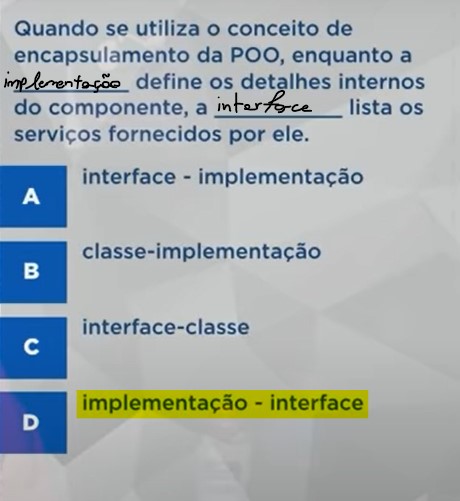 Quando se utiliza o conceito de
encapsulamento da POO, enquanto a
implementação define os detalhes internos
do componente, a interface lista os
serviços fornecidos por ele.
A interface - implementação
B classe-implementação
C interface-classe
D implementação - interface